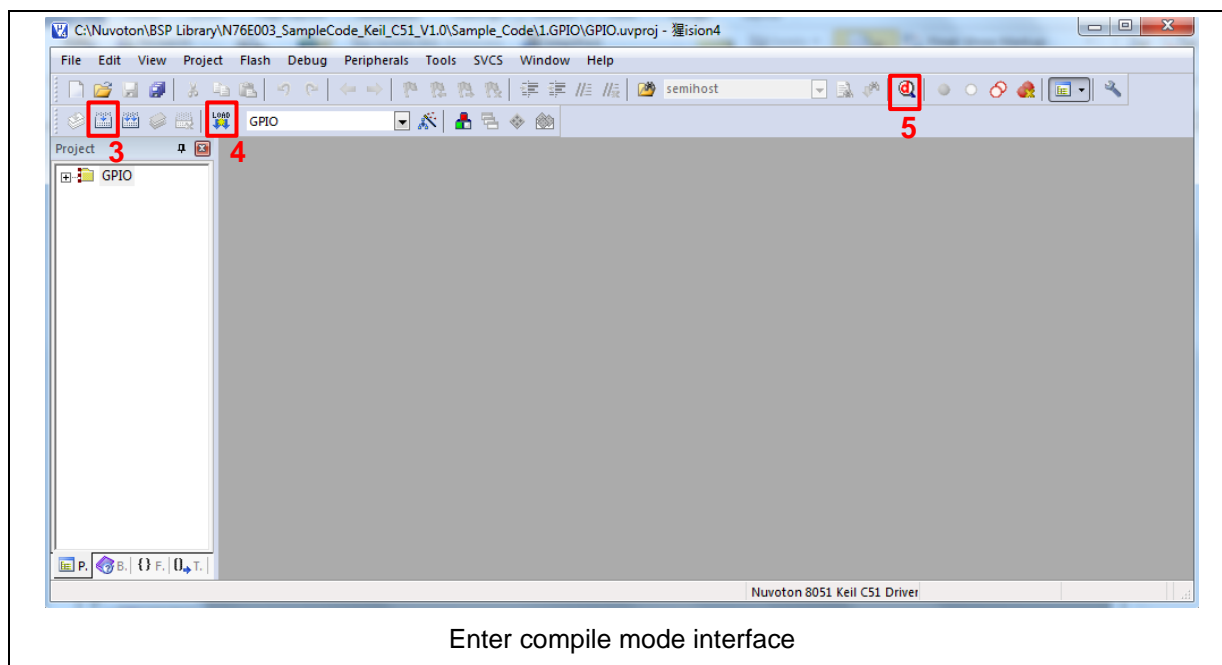 C:\Nuvoton\BSP Library\N76E003_SampleCode_Keil_C51_V1.0\Sample_Code\1.GPIO\GPIO.uvproj - 猩ision4
File Edit View Project Flash Debug Peripherals Tools SVCS Window Help
semihost
LOAD
GPIO
5
Project
3
4
GPIO
P. B. {} F. 0 T.
Nuvoton 8051 Keil C51 Driver
Enter compile mode interface